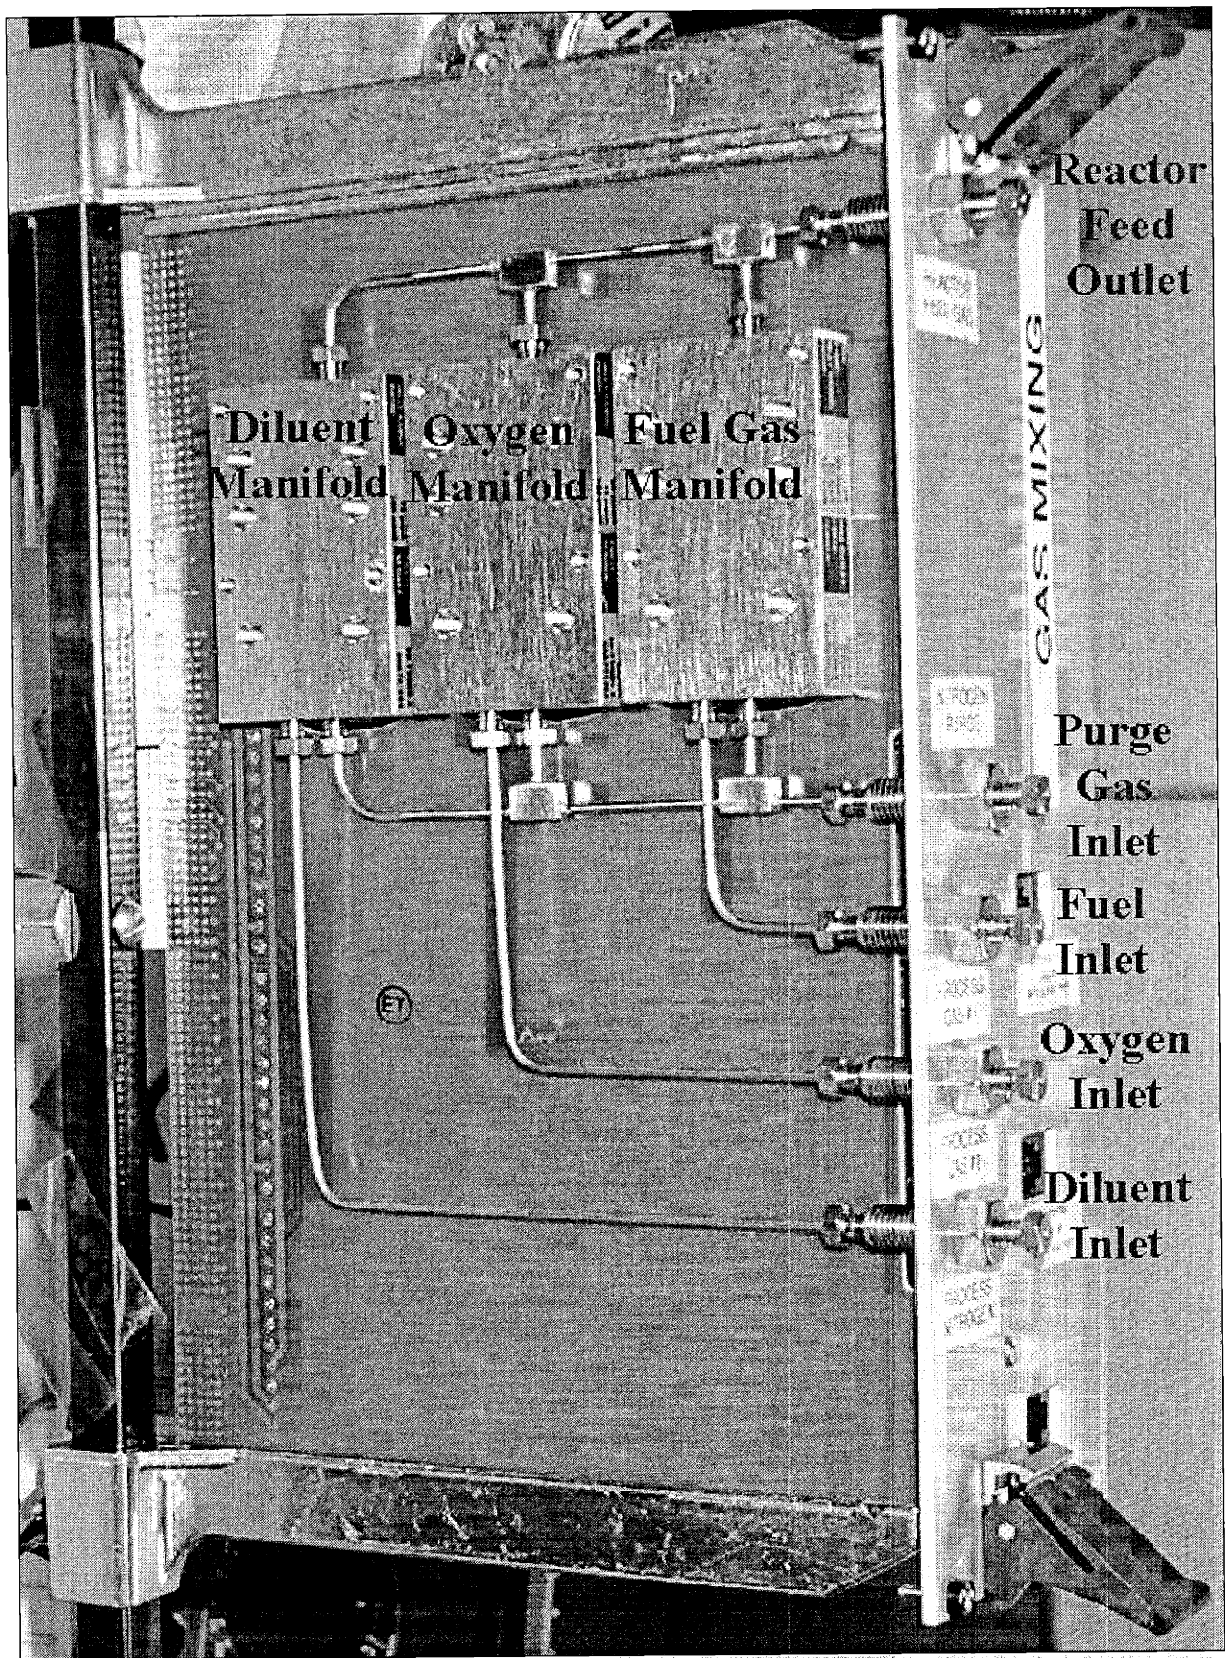 Reactor
Feed
Outlet
GAS MIXING
Diluent
Manifold
Oxygen
Manifold
Fuel Gas
Manifold
Purge
Gas
Inlet
Fuel
Inlet
ET
Oxygen
Inlet
Diluent
Inlet